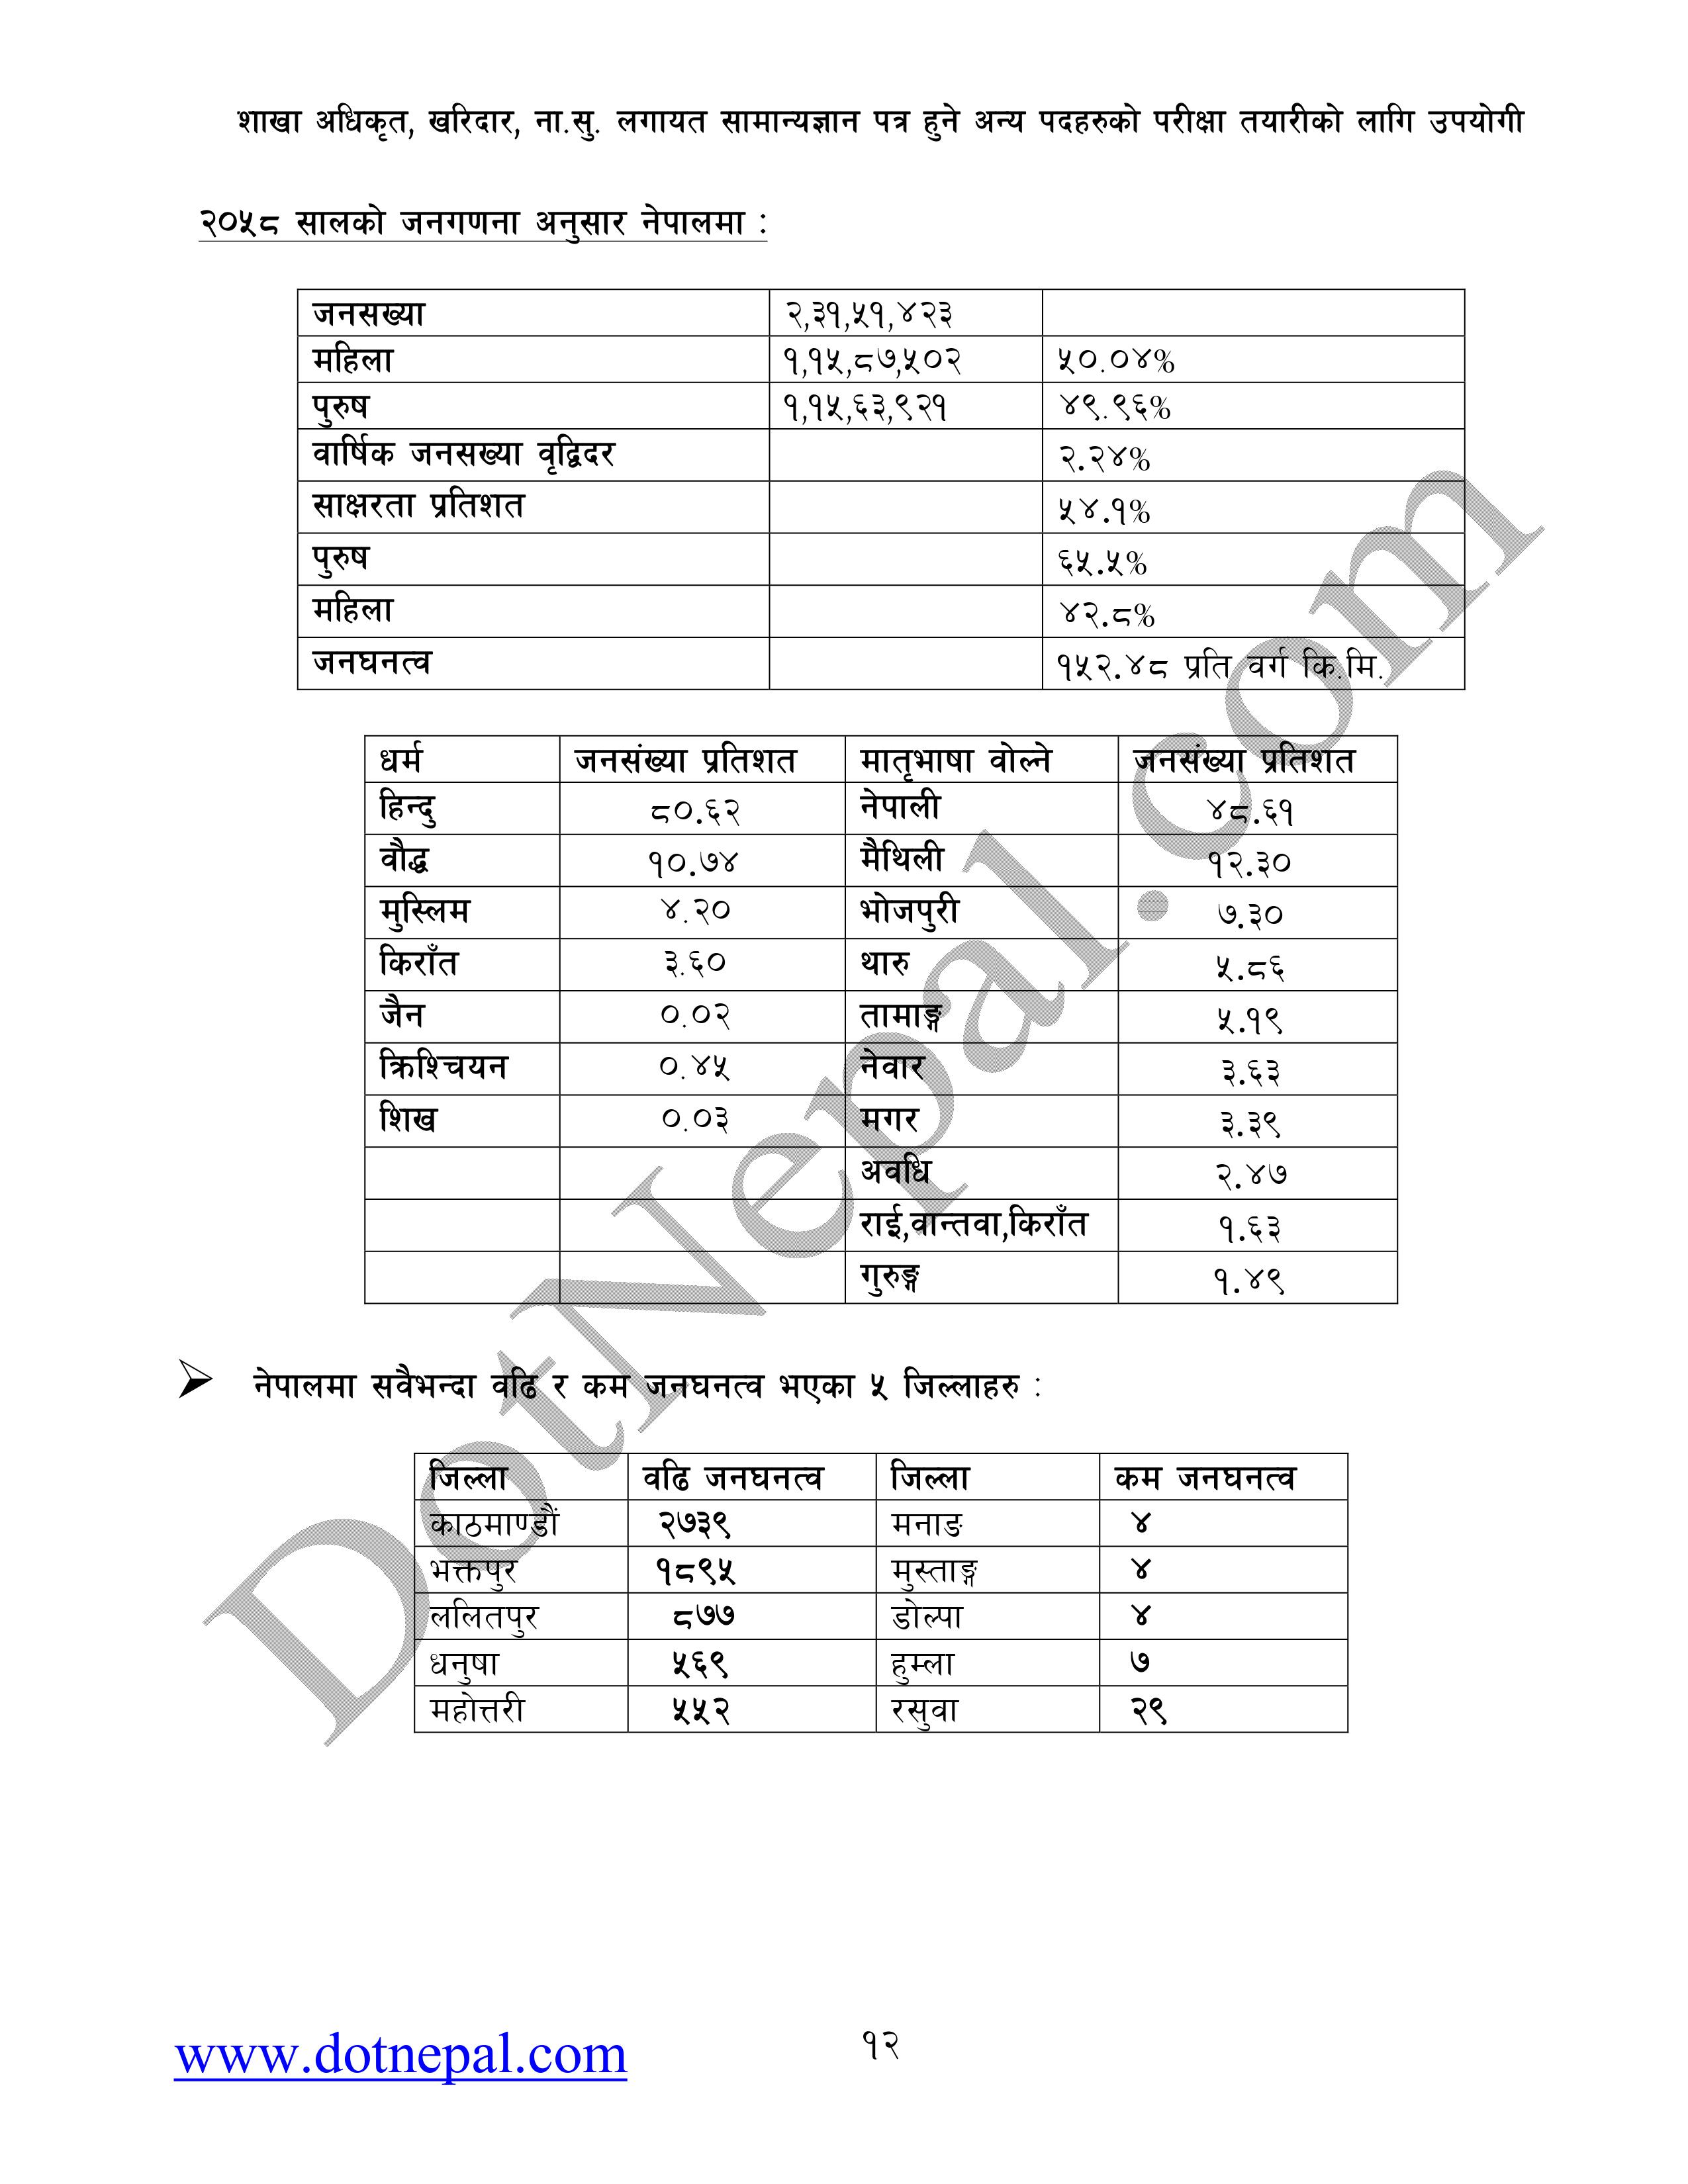 शाखा अधिकृत, खरिदार, ना.सु. लगायत सामान्यज्ञान पत्र हुने अन्य पदहरुको परीक्षा तयारीको लागि उपयोगी
२०५८ सालको जनगणना अनुसार नेपालमा :
जनसख्या २,३१,५१,४२३
महिला १,१५,८७,५०२ ५०.०४%
पुरुष १,१५,६३,९२१ ४९.९६%
वार्षिक जनसख्या वृद्विदर २.२४%
साक्षरता प्रतिशत ५४.१%
पुरुष ६५.५%
महिला ४२.८%
जनघनत्व १५२.४८ प्रति वर्ग कि.मि.
धर्म जनसंख्या प्रतिशत मातृभाषा वोल्ने जनसंख्या प्रतिशत
हिन्दु ८०.६२ नेपाली ४८.६१
वौद्ध १०.७४ मैथिली १२.३०
मुस्लिम ४.२० भोजपुरी ७.३०
किराँत ३.६० थारु ५.८६
जैन ०.०२ तामाङ्ग ५.१९
क्रिश्चियन ०.४५ नेवार ३.६३
शिख ०.०३ मगर ३.३९
अवधि २.४७
राई,वान्तवा,किराँत १.६३
गुरुङ्ग १.४९
नेपालमा सवैभन्दा वढि र कम जनघनत्व भएका ५ जिल्लाहरु :
जिल्ला वढि जनघनत्व जिल्ला कम जनघनत्व
काठमाण्डौं २७३९ मनाङ ४
भक्तपुर १८९५ मुस्ताङ्ग ४
ललितपुर ८७७ डोल्पा ४
धनुषा ५६९ हुम्ला ७
महोत्तरी ५५२ रसुवा २९
DotNepal.com
www.dotnepal.com १२